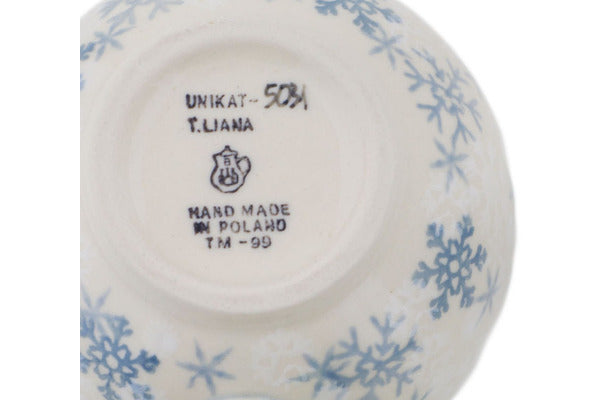 UNIKAT-5031
T.LIANA
B
HAND MADE
IN POLAND
TM-99